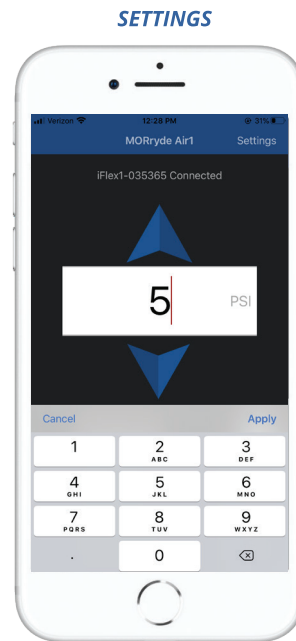 SETTINGS
Verizon 12:28 PM 31%
MORryde Air1 Settings
iFlex1-035365 Connected
5 PSI
Cancel Apply
1 2 3
ABC DEF
4 5 6
GHI JKL MNO
7 8 9
PQRS TUV WXYZ
. 0